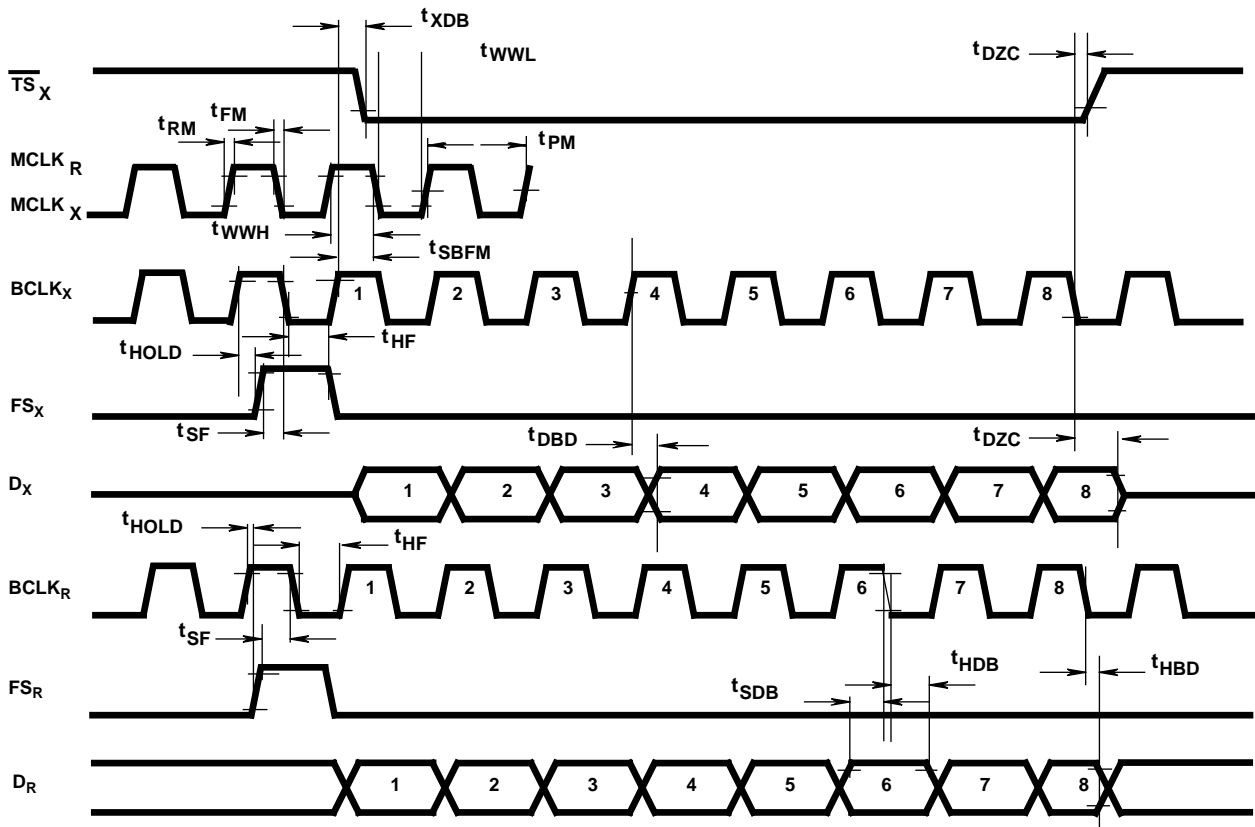 tXDB
tWWL
tDZC
TSX
tFM
tRM
tPM
MCLKR
MCLKX
tWWH
tSBFM
BCLKX 1 2 3 4 5 6 7 8
tHF
tHOLD
FSX
tSF
tDBD
tDZC
DX 1 2 3 4 5 6 7 8
tHOLD
tHF
BCLKR 1 2 3 4 5 6 7 8
tSF
tHDB
tHBD
tSDB
FSR
DR 1 2 3 4 5 6 7 8